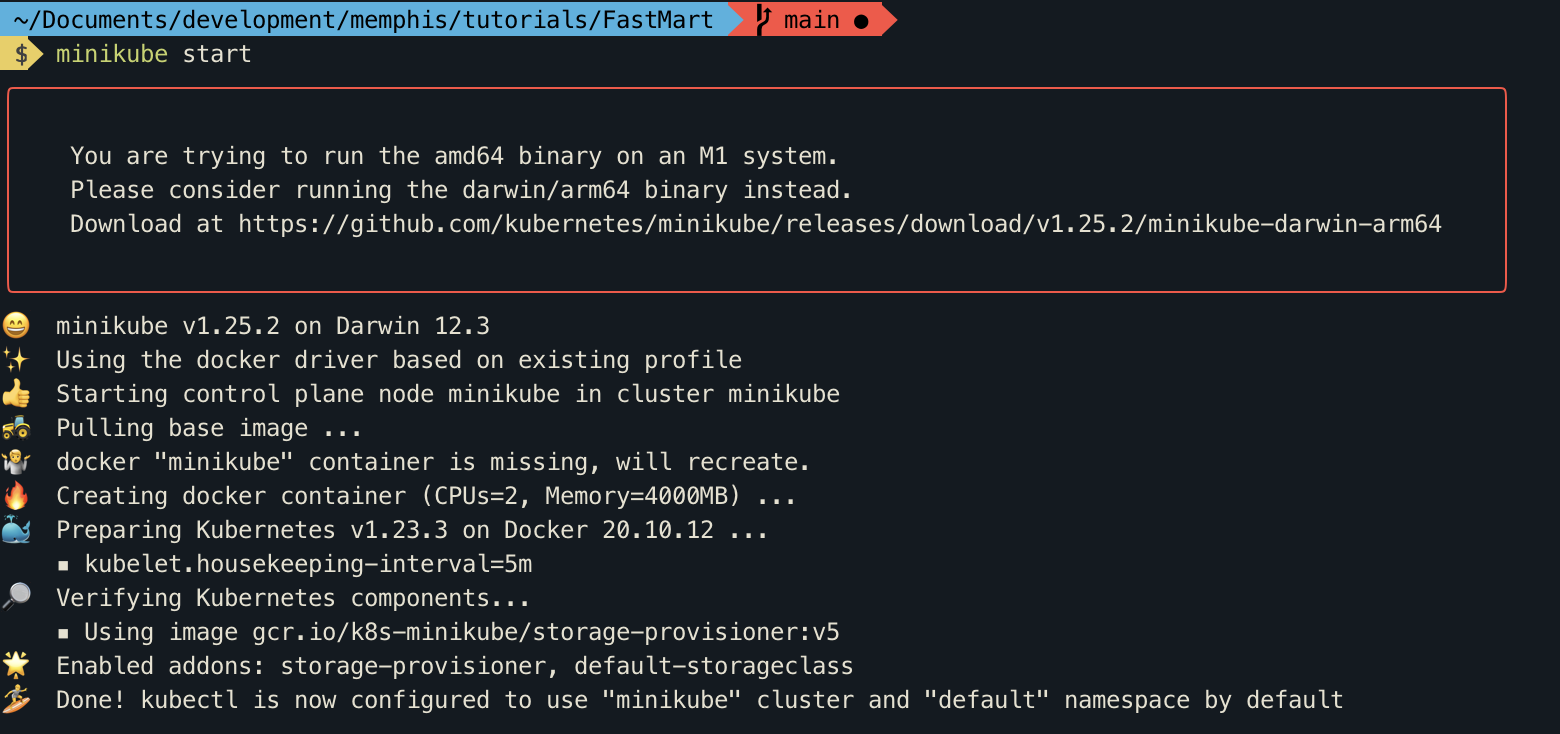 ~/Documents/development/memphis/tutorials/FastMart main ●
$ minikube start
You are trying to run the amd64 binary on an M1 system.
Please consider running the darwin/arm64 binary instead.
Download at https://github.com/kubernetes/minikube/releases/download/v1.25.2/minikube-darwin-arm64
😄 minikube v1.25.2 on Darwin 12.3
✨ Using the docker driver based on existing profile
👍 Starting control plane node minikube in cluster minikube
🚜 Pulling base image ...
🤷 docker "minikube" container is missing, will recreate.
🔥 Creating docker container (CPUs=2, Memory=4000MB) ...
🐳 Preparing Kubernetes v1.23.3 on Docker 20.10.12 ...
▪ kubelet.housekeeping-interval=5m
🔎 Verifying Kubernetes components...
▪ Using image gcr.io/k8s-minikube/storage-provisioner:v5
🌟 Enabled addons: storage-provisioner, default-storageclass
🏄 Done! kubectl is now configured to use "minikube" cluster and "default" namespace by default